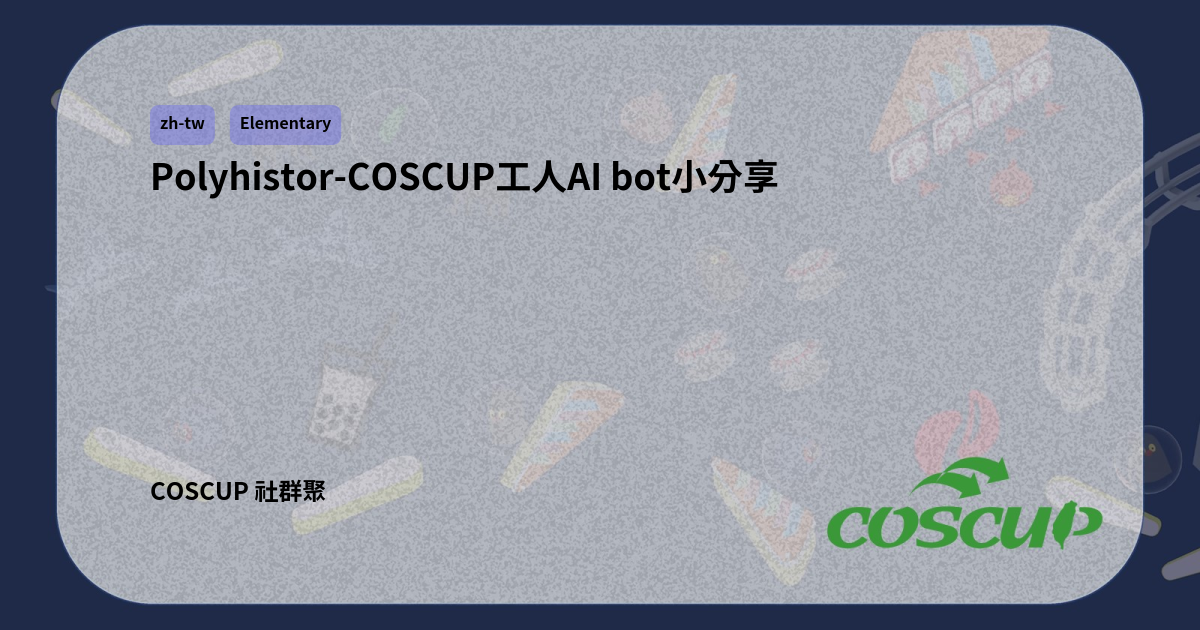 zh-tw Elementary
Polyhistor-COSCUP工人AI bot小分享
COSCUP 社群聚
COSCUP